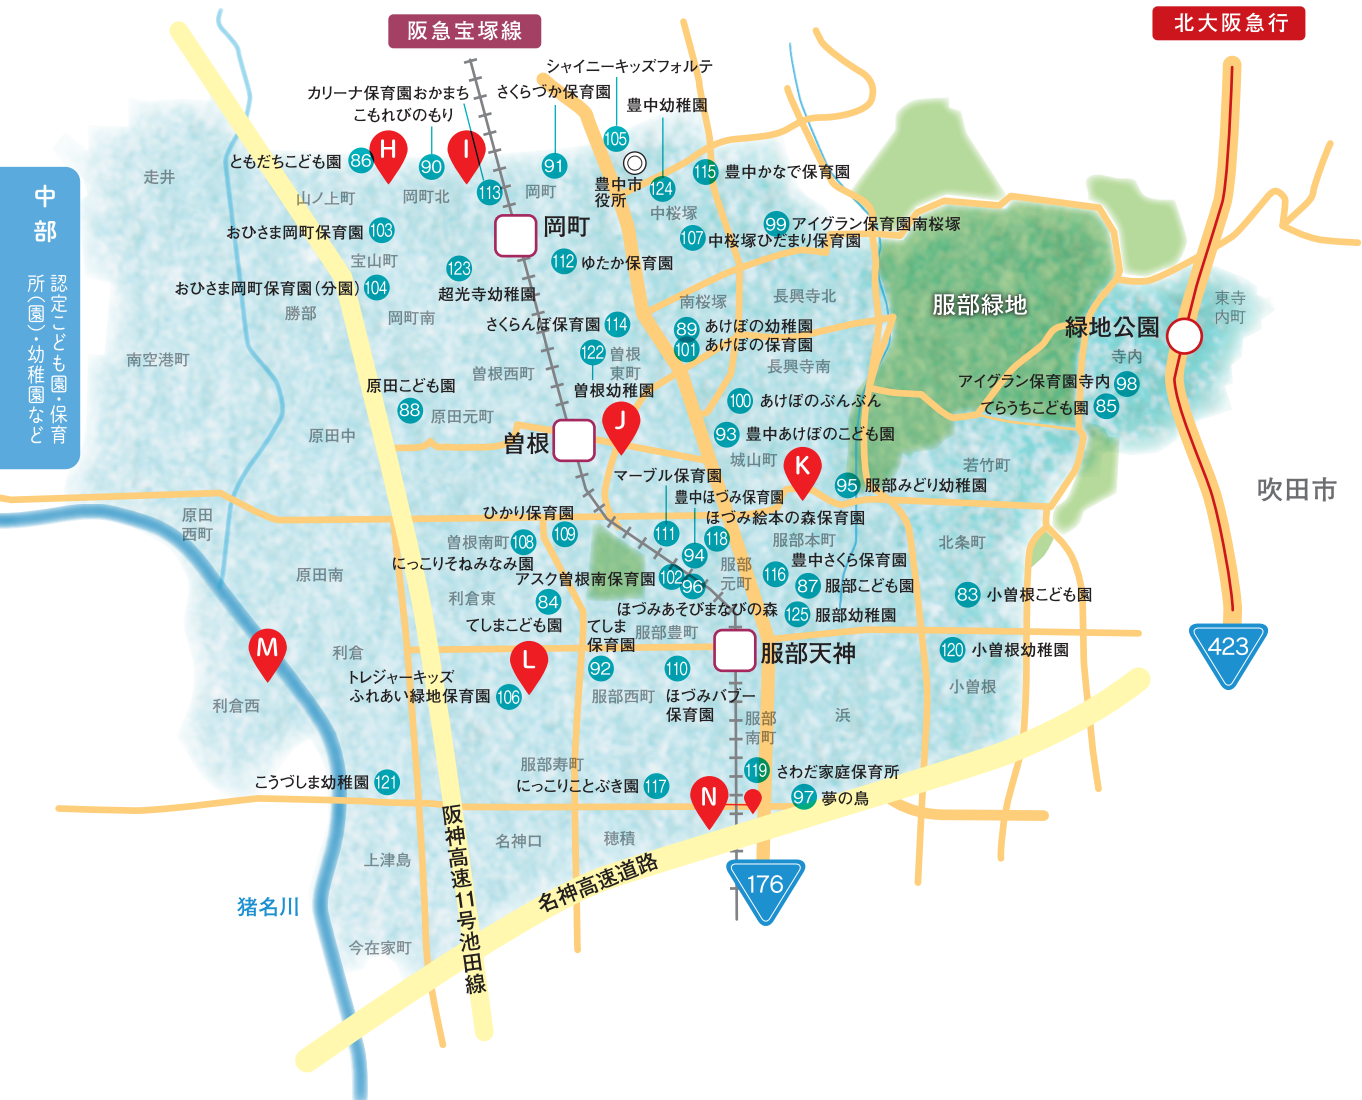 阪急宝塚線
北大阪急行
中部
認定こども園・保育
所(園)・幼稚園など
シャイニーキッズフォルテ
カリーナ保育園おかまち
さくらづか保育園
こもれびのもり
豊中幼稚園
105
ともだちこども園
86
H
90
I
91
115
豊中かなで保育園
走井
山ノ上町
岡町北
113
岡町
豊中市
役所
124
中桜塚
おひさま岡町保育園
103
岡町
99
アイグラン保育園南桜塚
107
中桜塚ひだまり保育園
宝山町
123
112
ゆたか保育園
おひさま岡町保育園(分園)
104
超光寺幼稚園
勝部
岡町南
南桜塚
長興寺北
服部緑地
東寺
内町
さくらんぼ保育園
114
89
あけぼの幼稚園
緑地公園
101
あけぼの保育園
122
曽根
東町
寺内
南空港町
曽根西町
長興寺南
原田こども園
曽根幼稚園
アイグラン保育園寺内
98
88
原田元町
100
あけぼのぶんぶん
てらうちこども園
85
J
原田中
曽根
93
豊中あけぼのこども園
城山町
K
若竹町
マーブル保育園
95
服部みどり幼稚園
吹田市
豊中ほづみ保育園
ひかり保育園
ほづみ絵本の森保育園
原田
西町
曽根南町
108
109
111
118
服部本町
北条町
94
にっこりそねみなみ園
豊中さくら保育園
原田南
アスク曽根南保育園
102
96
服部
元町
116
87
服部こども園
利倉東
84
83
小曽根こども園
ほづみあそびまなびの森
125
服部幼稚園
てしまこども園
てしま
保育園
服部豊町
M
利倉
L
服部天神
120
小曽根幼稚園
423
トレジャーキッズ
ふれあい緑地保育園
106
92
110
服部西町
ほづみバブー
保育園
小曽根
利倉西
服部
南町
浜
服部寿町
119
さわだ家庭保育所
こうづしま幼稚園
121
にっこりことぶき園
117
N
97
夢の鳥
阪神高速11号池田線
名神口
穂積
上津島
名神高速道路
176
猪名川
今在家町